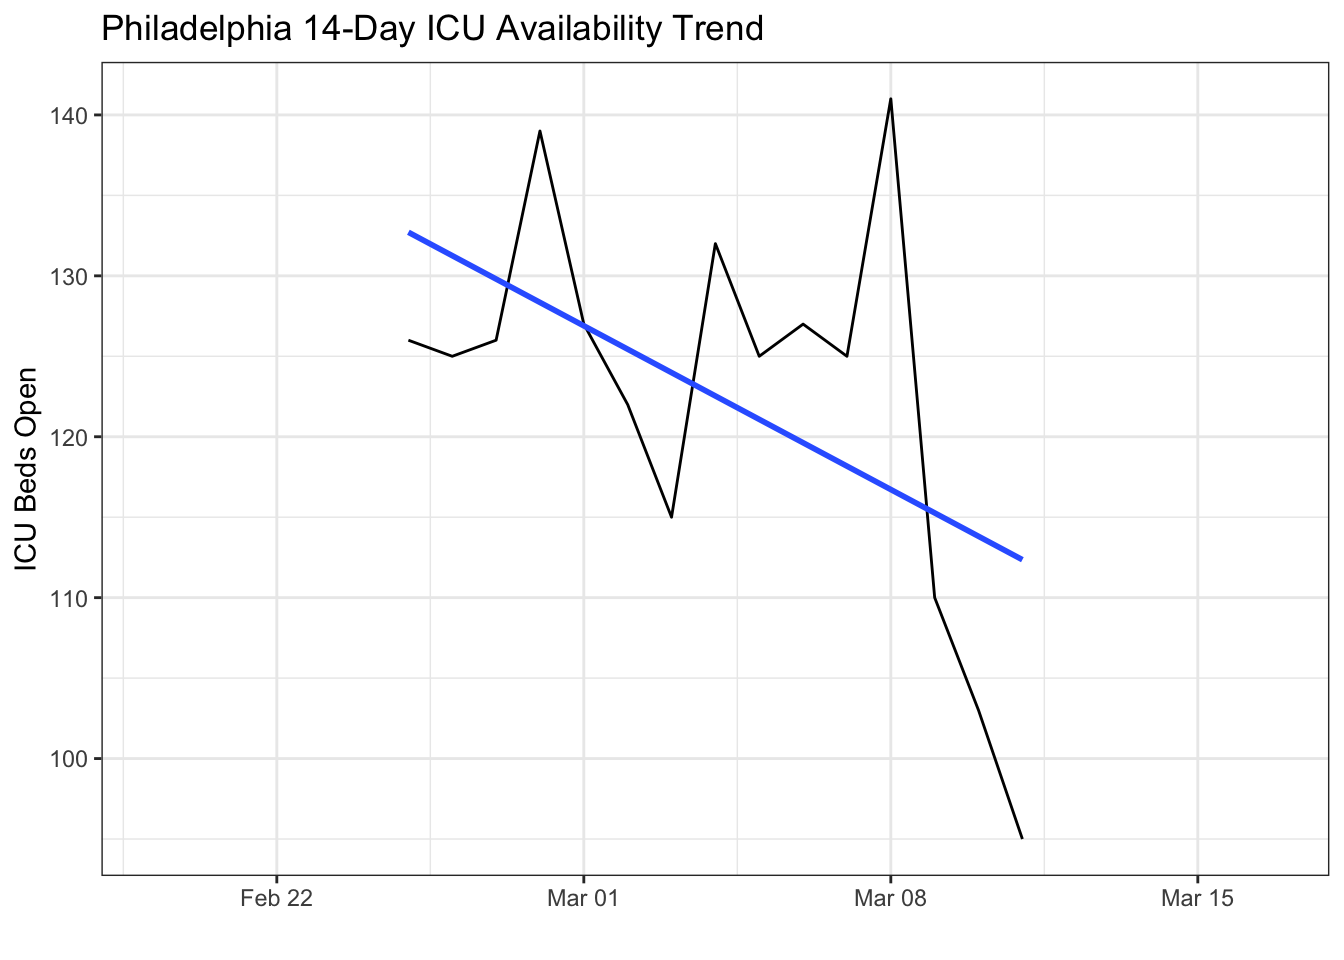 Philadelphia 14-Day ICU Availability Trend
ICU Beds Open
140
130
120
110
100
Feb 22
Mar 01
Mar 08
Mar 15